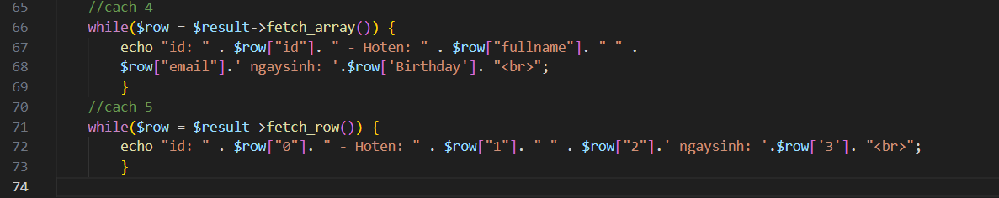 65 //cach 4
66 while($row = $result->fetch_array()) {
67 echo "id: " . $row["id"]. " - Hoten: " . $row["fullname"]. " " .
68 $row["email"].' ngaysinh: '.$row['Birthday']. "<br>";
69 }
70 //cach 5
71 while($row = $result->fetch_row()) {
72 echo "id: " . $row["0"]. " - Hoten: " . $row["1"]. " " . $row["2"].' ngaysinh: '.$row['3']. "<br>";
73 }
74